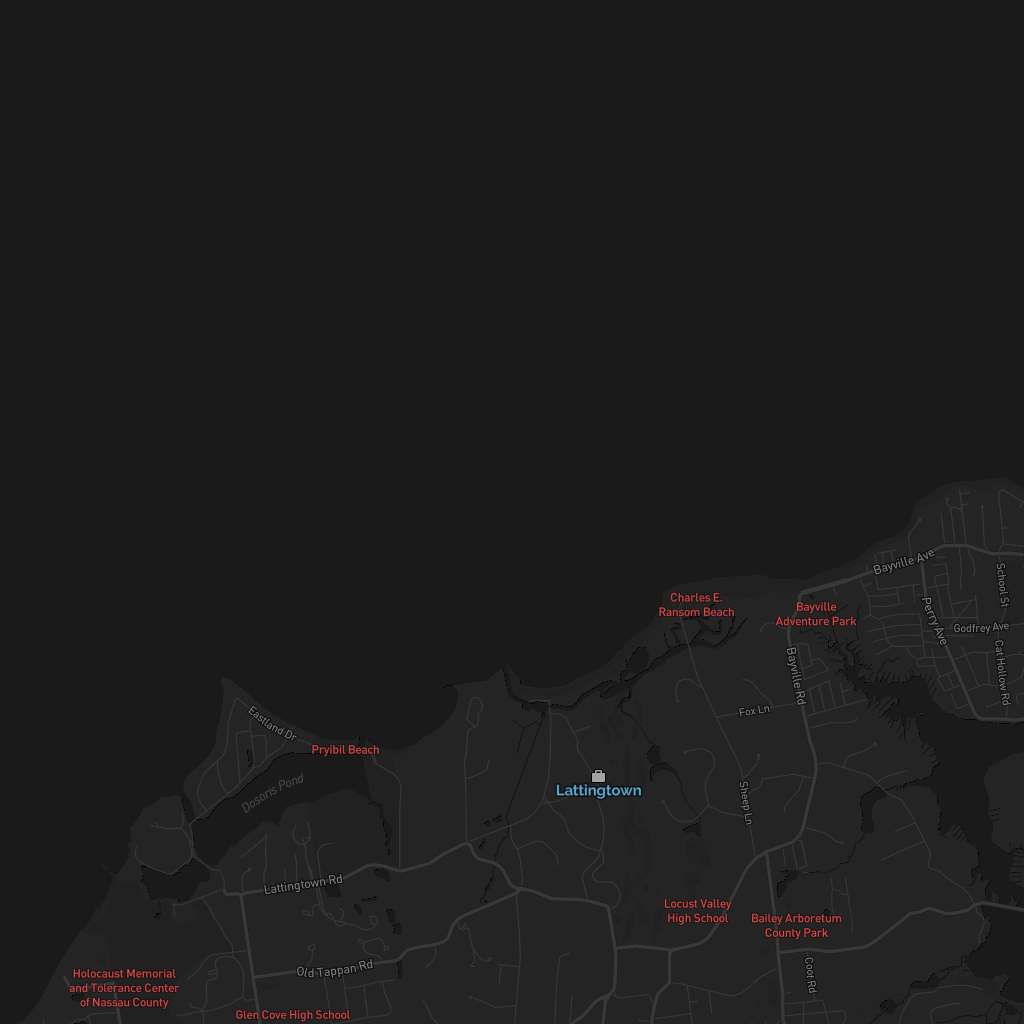 Bayville Ave
School St
Charles E.
Ransom Beach
Bayville
Adventure Park
Perry Ave
Godfrey Ave
Cat Hollow Rd
Bayville Rd
Fox Ln
Eastland Dr
Pryibil Beach
Dosoris Pond
Lattingtown
Sheep Ln
Lattingtown Rd
Locust Valley
High School
Bailey Arboretum
County Park
Old Tappan Rd
Coot Rd
Holocaust Memorial
and Tolerance Center
of Nassau County
Glen Cove High School